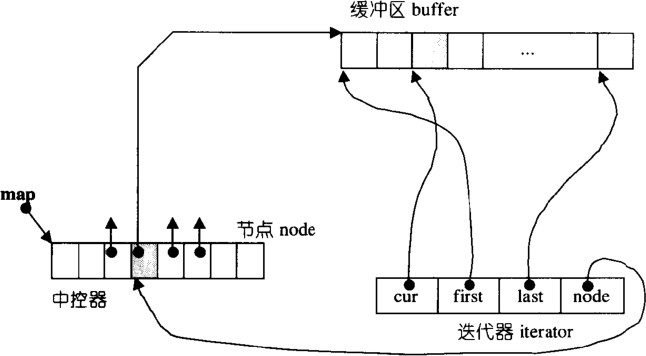 缓冲区 buffer
...
map
节点 node
中控器
cur first last node
迭代器 iterator